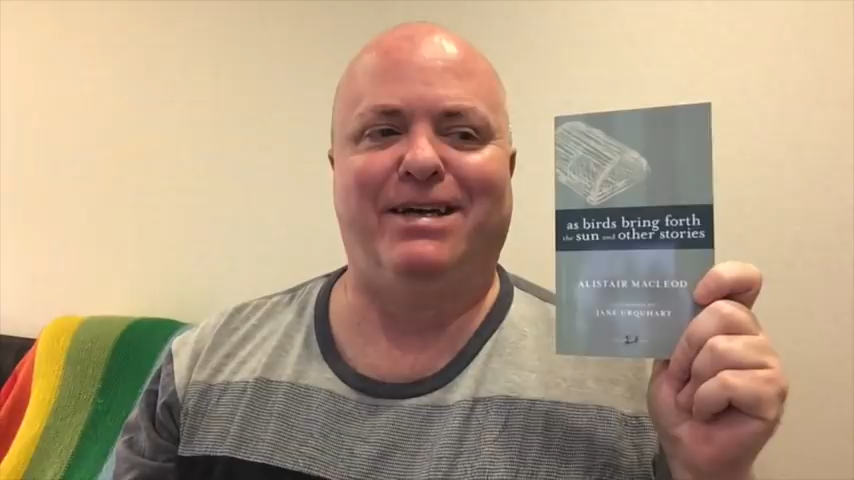 as birds bring forth
the sun and other stories
ALISTAIR MACLEOD
JANE URQUHART